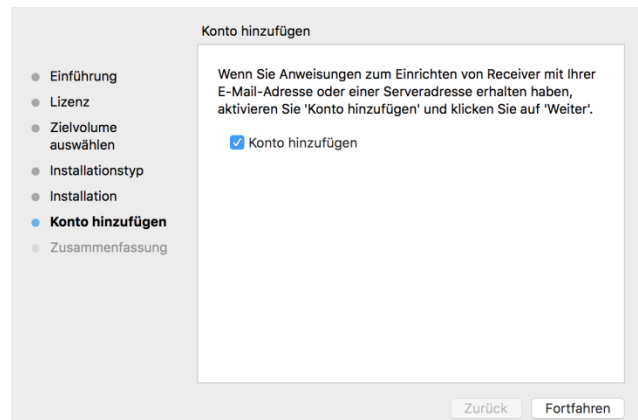 Konto hinzufügen
Einführung
Lizenz
Zielvolume
auswählen
Installationstyp
Installation
Konto hinzufügen
Zusammenfassung
Wenn Sie Anweisungen zum Einrichten von Receiver mit Ihrer
E-Mail-Adresse oder einer Serveradresse erhalten haben,
aktivieren Sie 'Konto hinzufügen' und klicken Sie auf 'Weiter'.
Konto hinzufügen
Zurück
Fortfahren